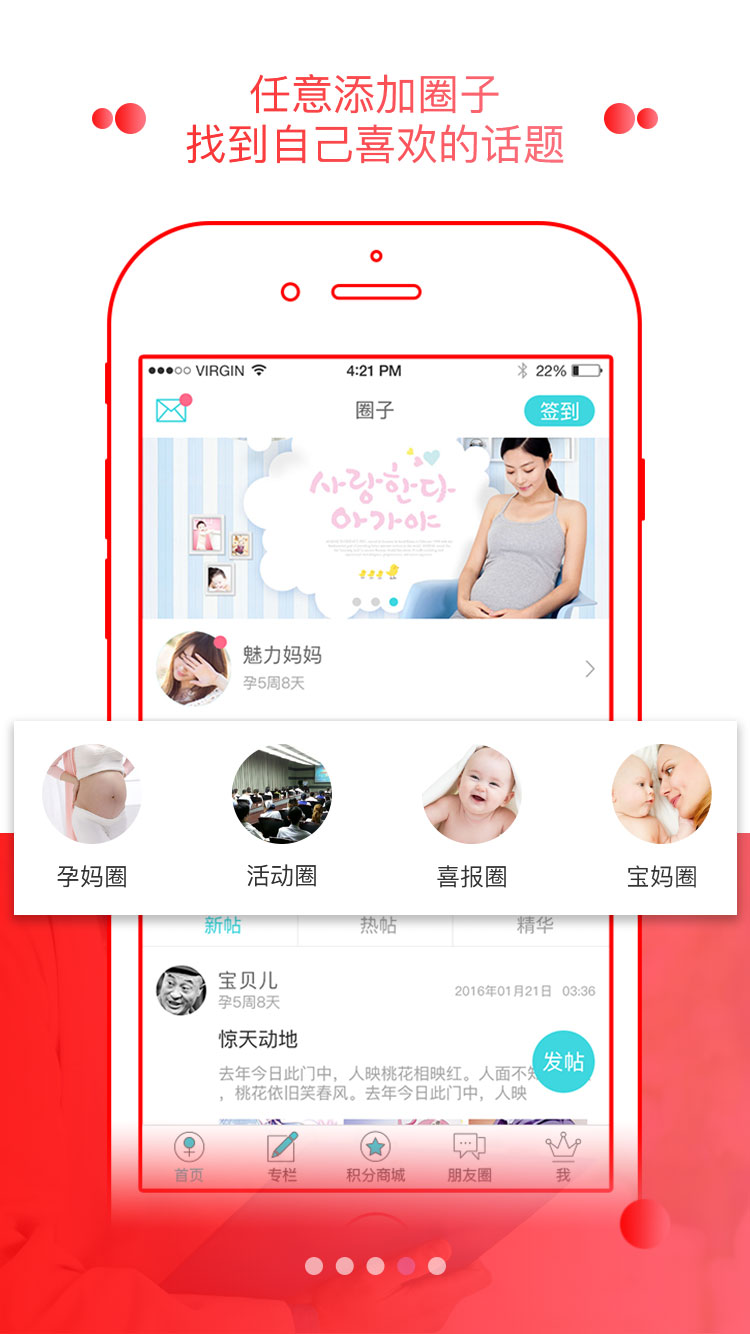 任意添加圈子
找到自己喜欢的话题
VIRGIN 4:21 PM 22%
圈子
签到
사랑한다
아가야
魅力妈妈
孕5周8天
孕妈圈 活动圈 喜报圈 宝妈圈
新帖 热帖 精华
宝贝儿
孕5周8天
2016年01月21日 03:36
惊天动地
去年今日此门中，人映桃花相映红。人面不知
，桃花依旧笑春风。去年今日此门中，人映
发帖
首页 专栏 积分商城 朋友圈 我